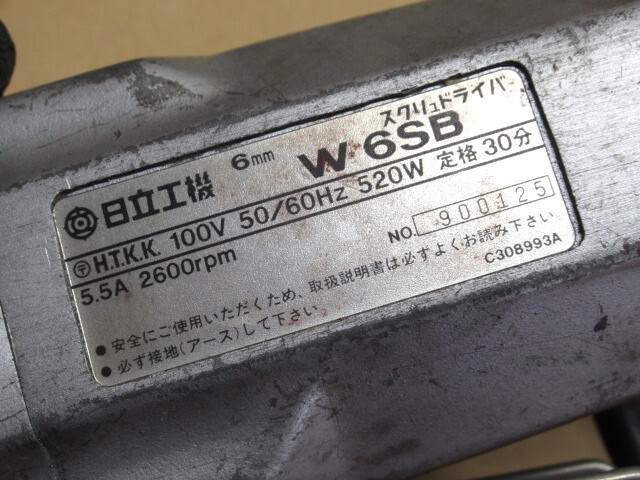 スクリュドライバ
日立工機 6mm W 6SB
〒 H.T.K.K. 100V 50/60Hz 520W 定格 30分
5.5A 2600rpm NO. 900125
● 安全にご使用いただくため、取扱説明書は必ずよくお読み下さい。
● 必ず接地(アース)して下さい。
C308993A